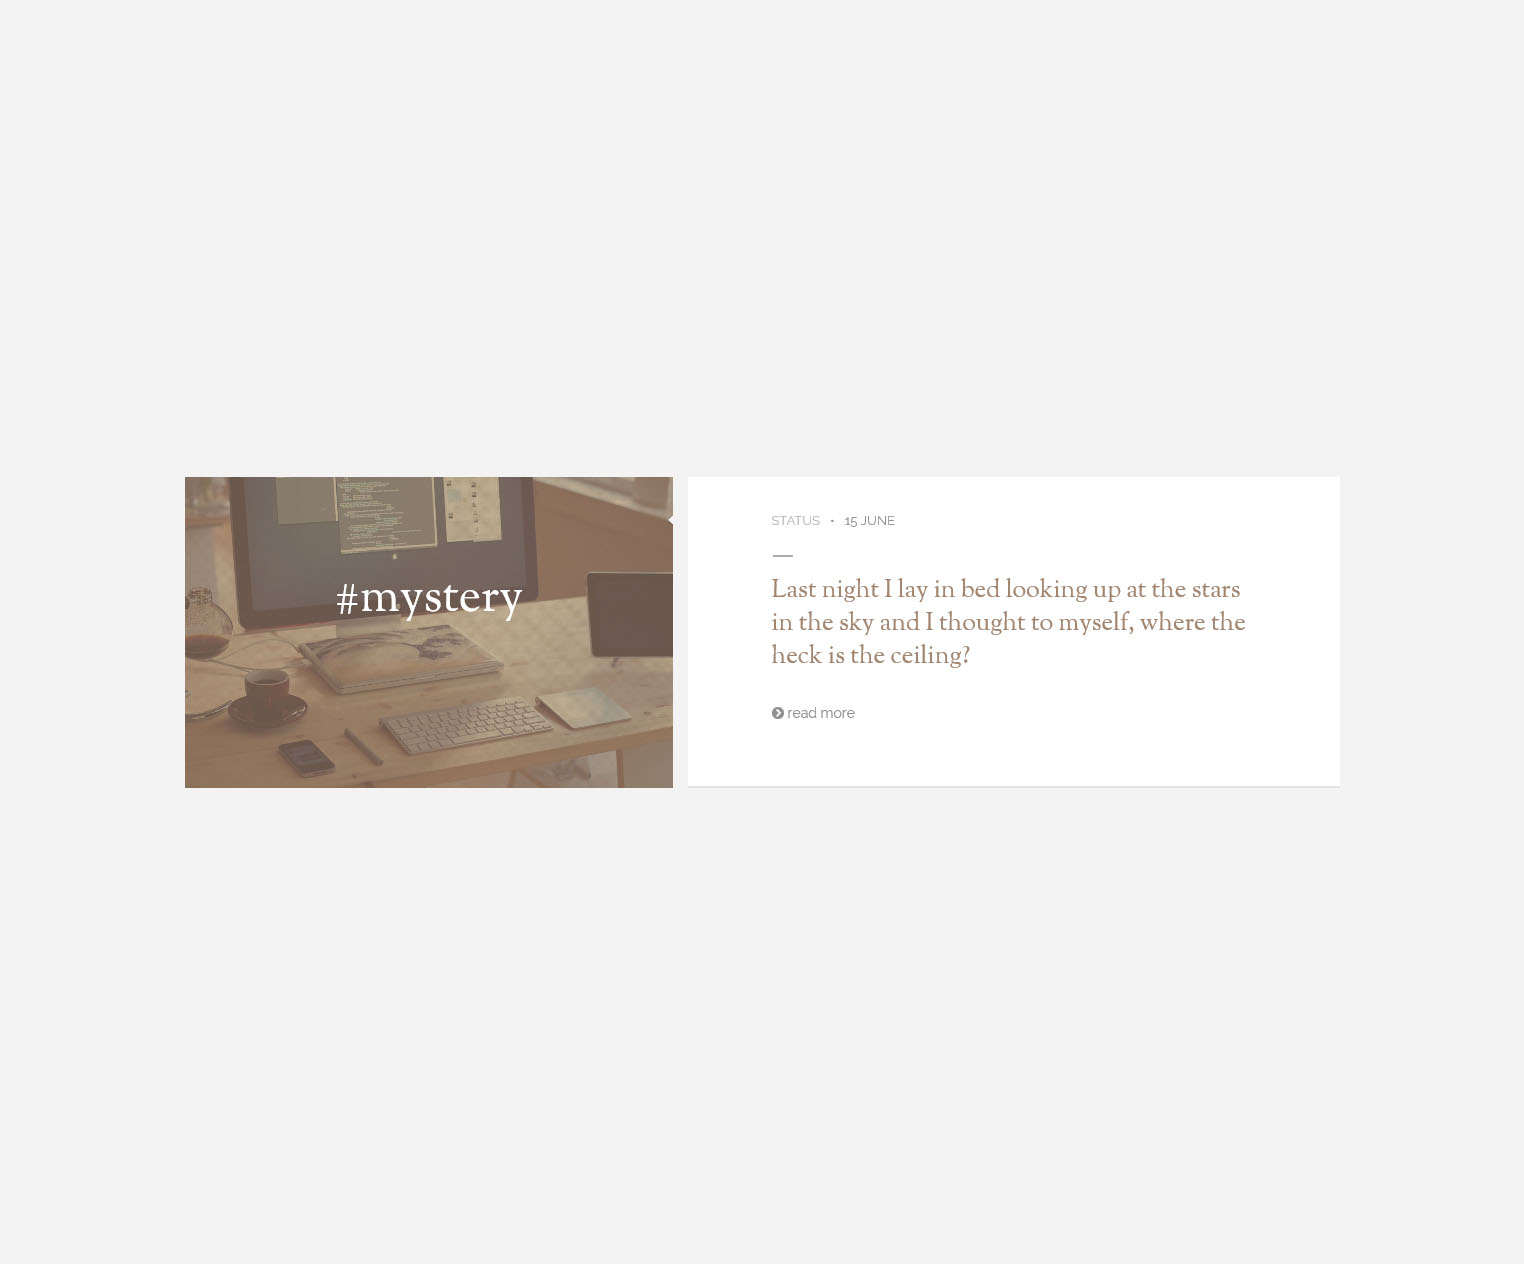 #mystery
STATUS • 15 JUNE
Last night I lay in bed looking up at the stars
in the sky and I thought to myself, where the
heck is the ceiling?
read more